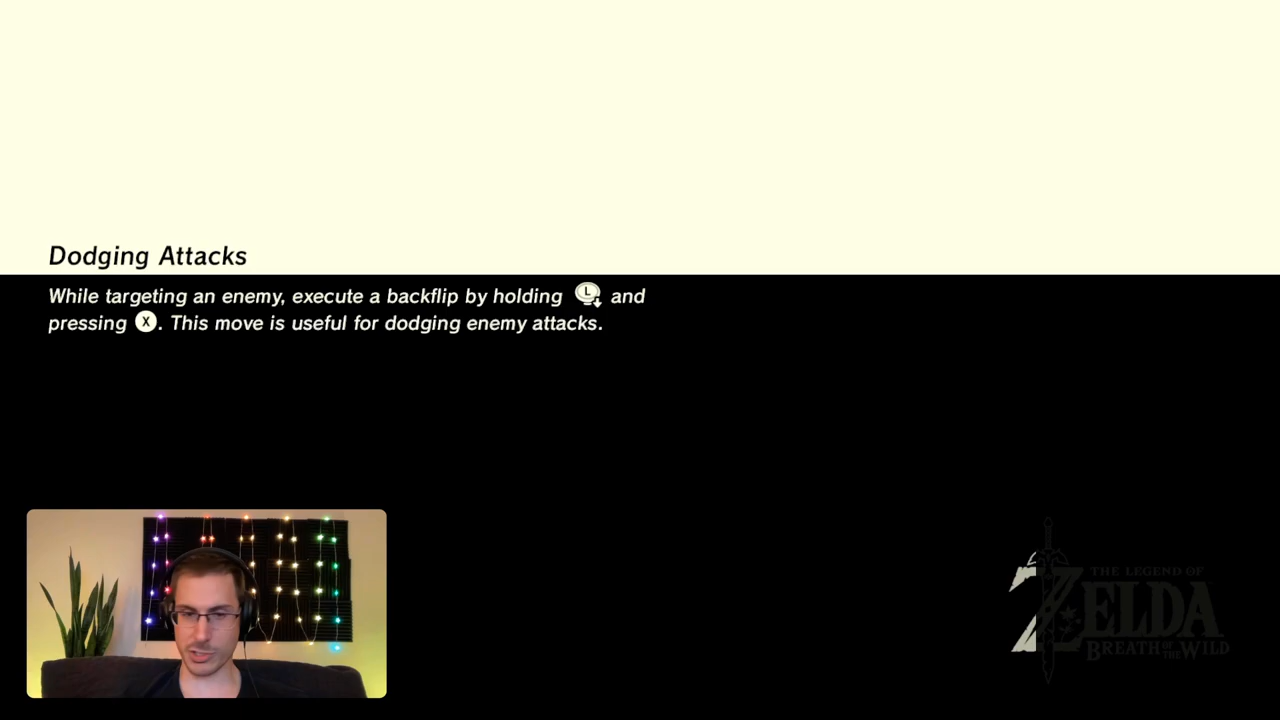 Dodging Attacks
While targeting an enemy, execute a backflip by holding L and
pressing X. This move is useful for dodging enemy attacks.
THE LEGEND OF
ZELDA
BREATH OF THE WILD